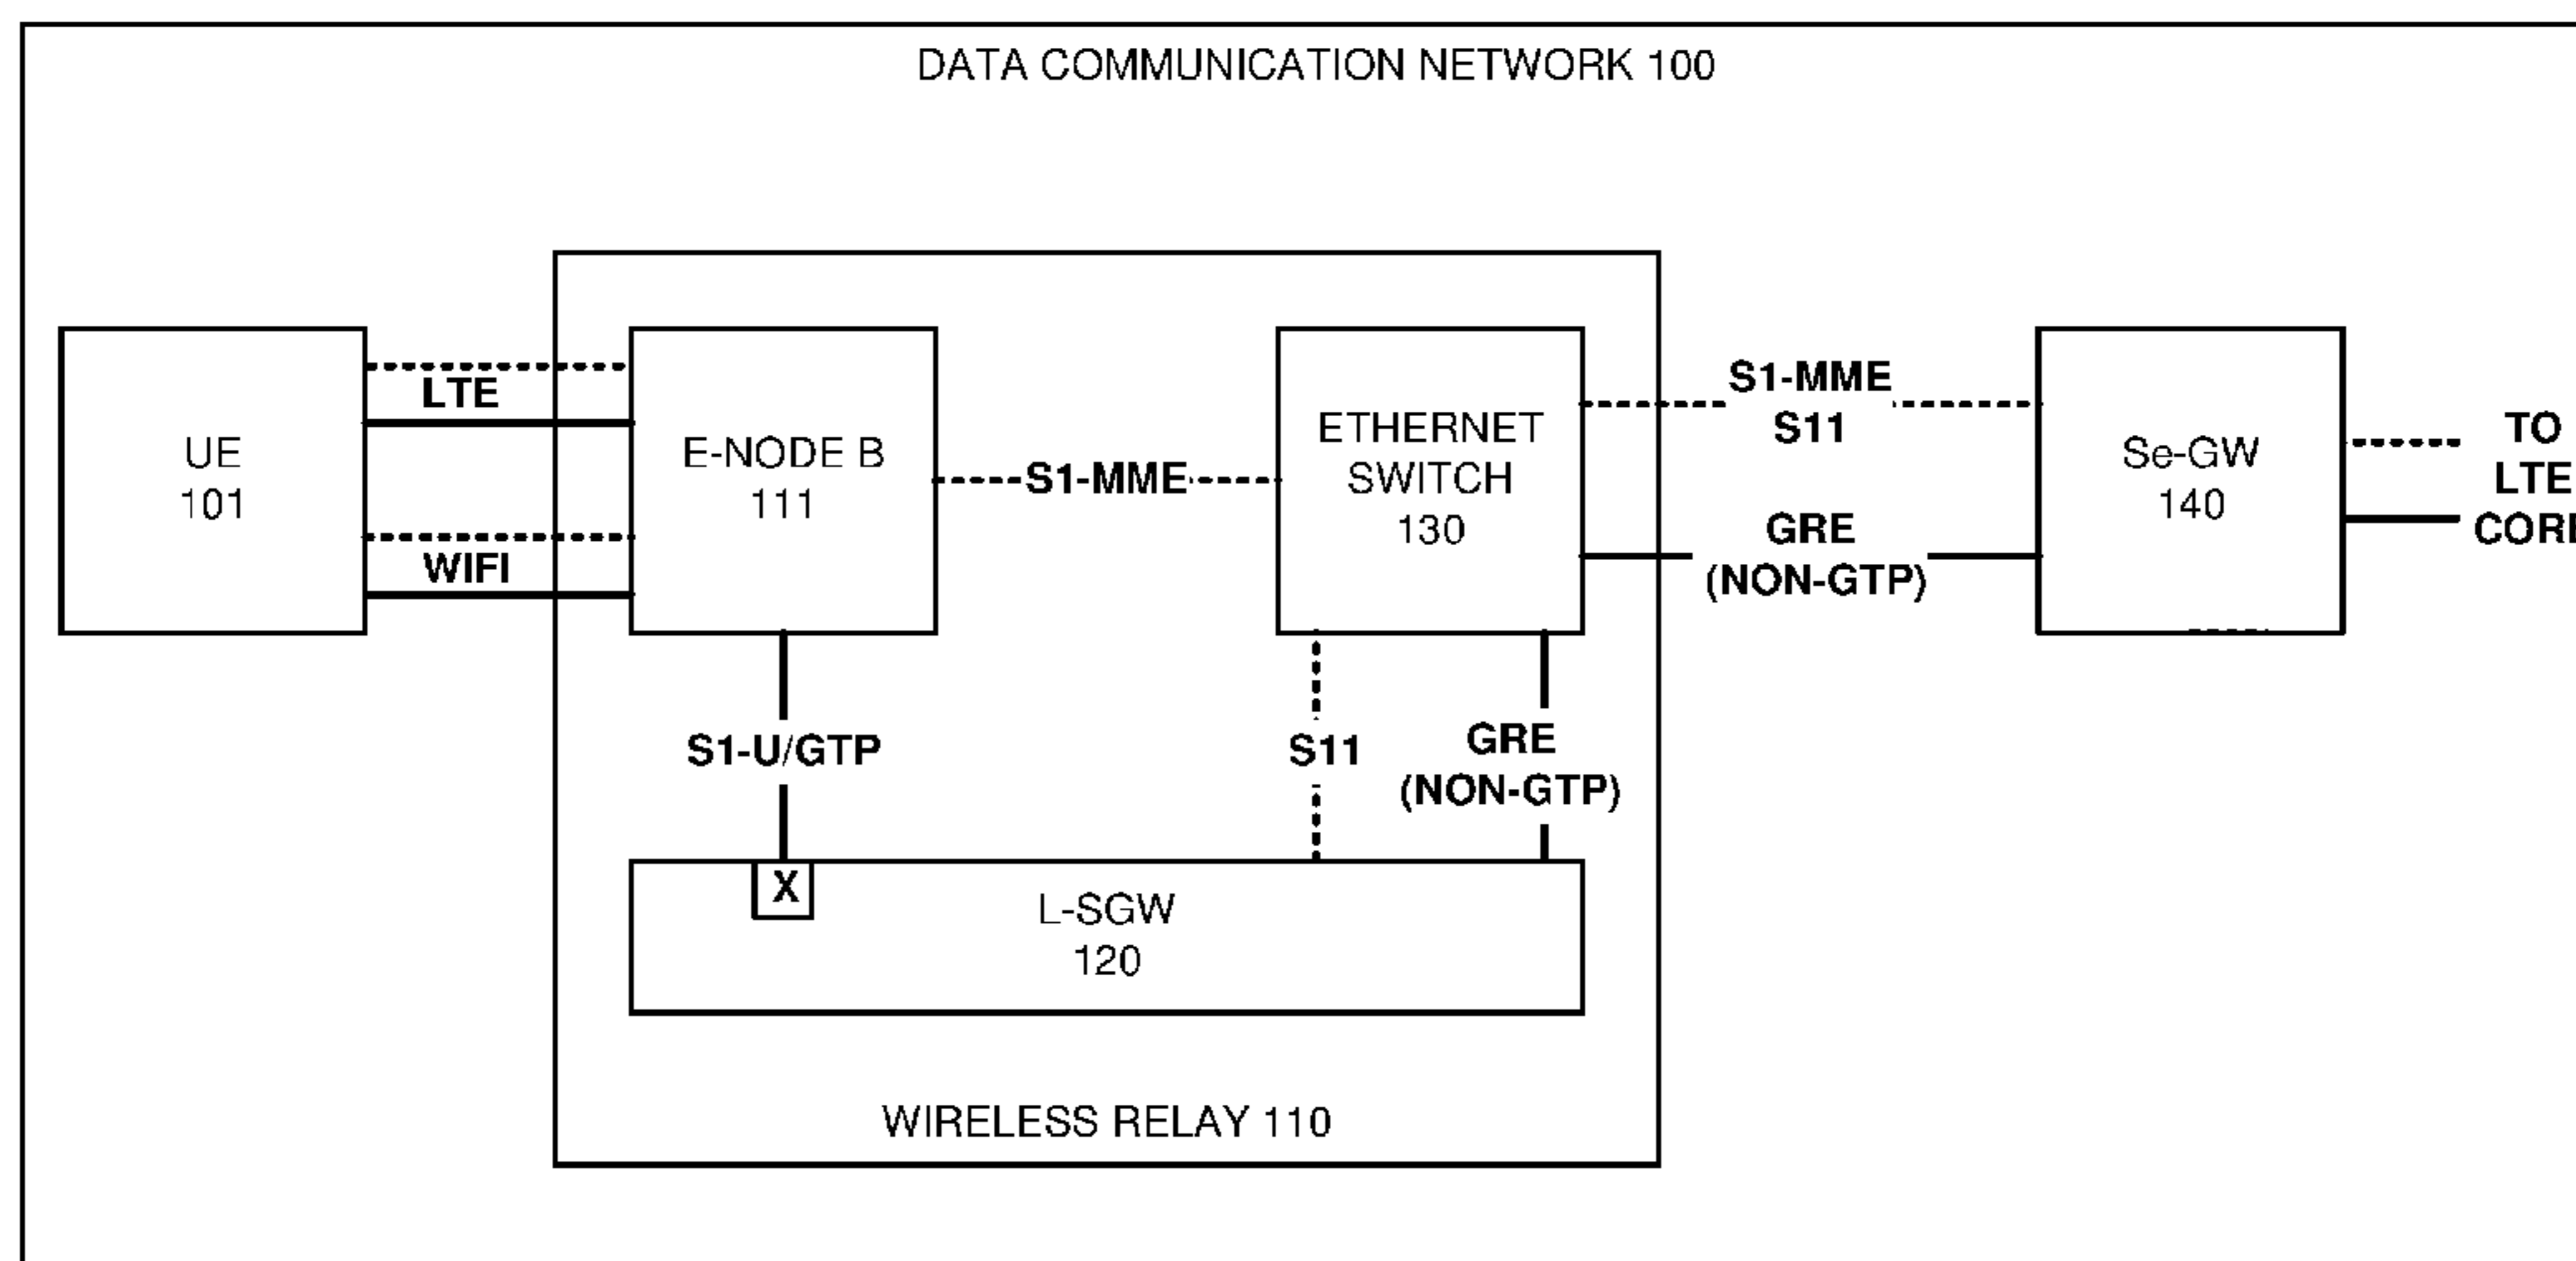 DATA COMMUNICATION NETWORK 100
UE
101
LTE
WIFI
E-NODE B
111
S1-MME
ETHERNET
SWITCH
130
S1-MME
S11
GRE
(NON-GTP)
Se-GW
140
TO
LTE
S1-U/GTP
S11
GRE
(NON-GTP)
X
L-SGW
120
WIRELESS RELAY 110